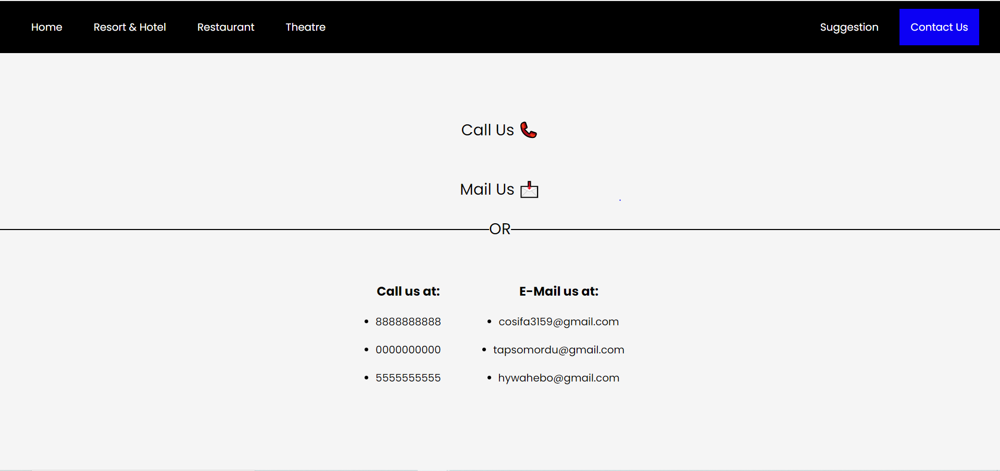 Home Resort & Hotel Restaurant Theatre Suggestion Contact Us
Call Us
Mail Us
OR
Call us at: E-Mail us at:
• 8888888888 • cosifa3159@gmail.com
• 0000000000 • tapsomordu@gmail.com
• 5555555555 • hywahebo@gmail.com